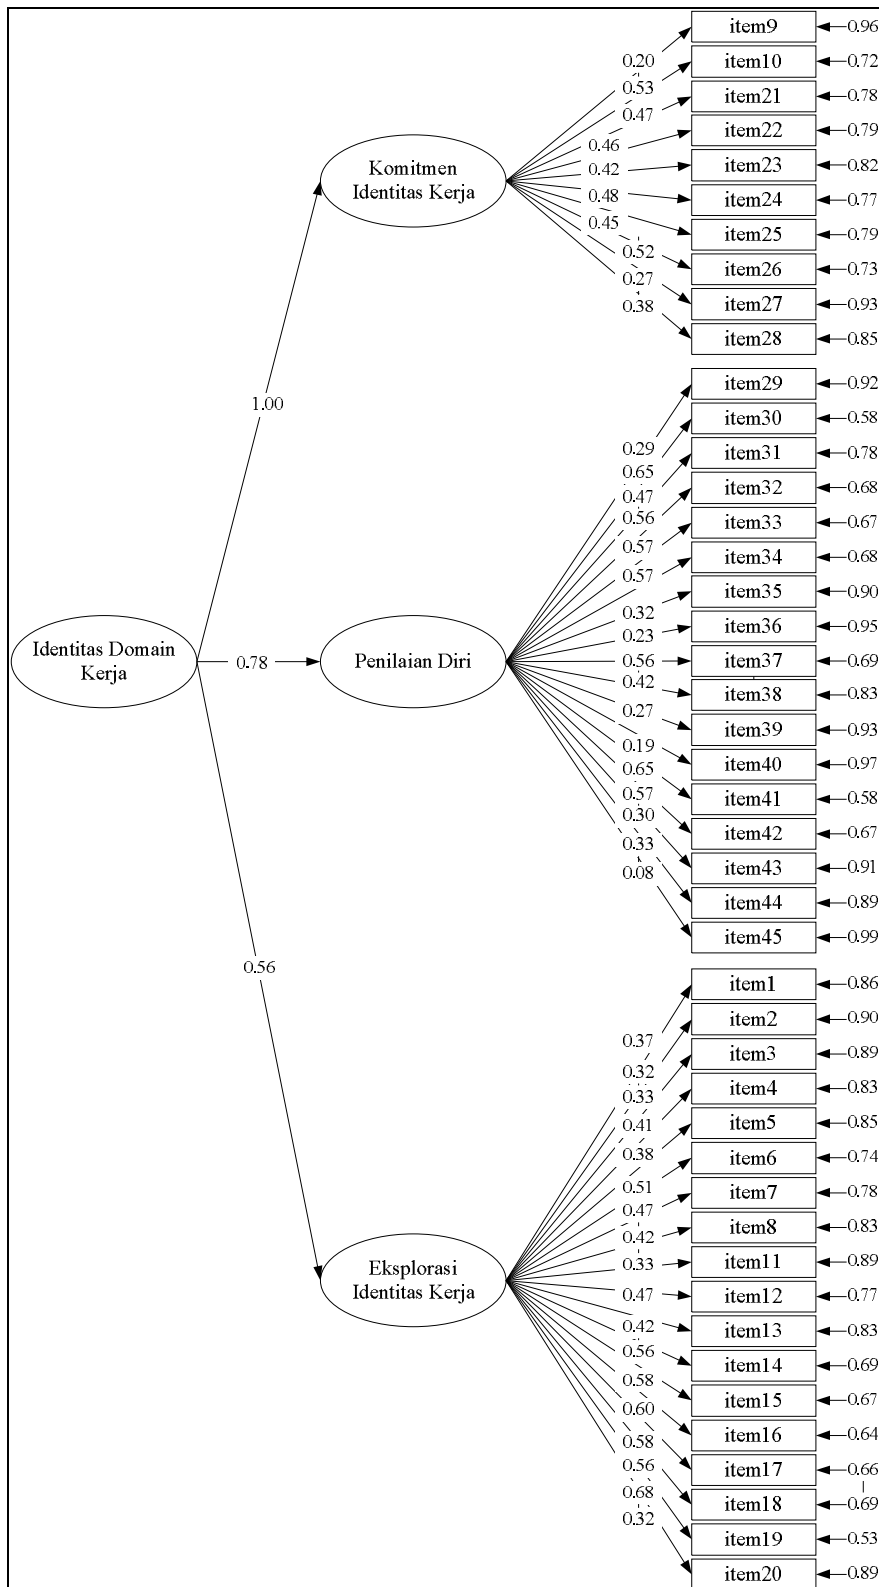 item9
0.96
0.20
item10
0.72
0.53
item21
0.78
0.47
item22
0.79
0.46
item23
0.82
0.42
Komitmen
Identitas Kerja
item24
0.77
0.48
item25
0.79
0.45
item26
0.73
0.52
item27
0.93
0.27
item28
0.85
0.38
1.00
item29
0.92
0.29
item30
0.58
0.65
item31
0.78
0.47
item32
0.68
0.56
item33
0.67
0.57
item34
0.68
0.57
item35
0.90
0.32
item36
0.95
0.23
Identitas Domain
Kerja
0.78
Penilaian Diri
item37
0.69
0.56
item38
0.83
0.42
item39
0.93
0.27
item40
0.97
0.19
item41
0.58
0.65
item42
0.67
0.57
item43
0.91
0.30
item44
0.89
0.33
item45
0.99
0.08
0.56
item1
0.86
0.37
item2
0.90
0.32
item3
0.89
0.33
item4
0.83
0.41
item5
0.85
0.38
item6
0.74
0.51
item7
0.78
0.47
item8
0.83
0.42
item11
0.89
0.33
Eksplorasi
Identitas Kerja
item12
0.77
0.47
item13
0.83
0.42
item14
0.69
0.56
item15
0.67
0.58
item16
0.64
0.60
item17
0.66
0.58
item18
0.69
0.56
item19
0.53
0.68
item20
0.89
0.32